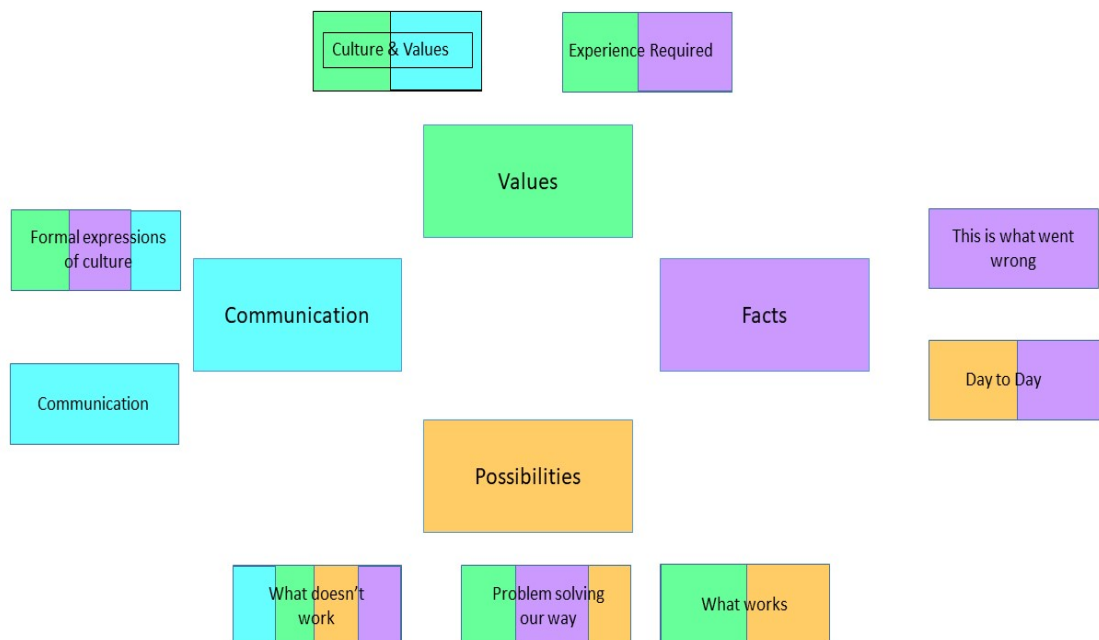 Culture & Values
Experience Required
Values
Formal expressions
of culture
This is what went
wrong
Communication
Facts
Day to Day
Communication
Possibilities
What doesn't
work
Problem solving
our way
What works